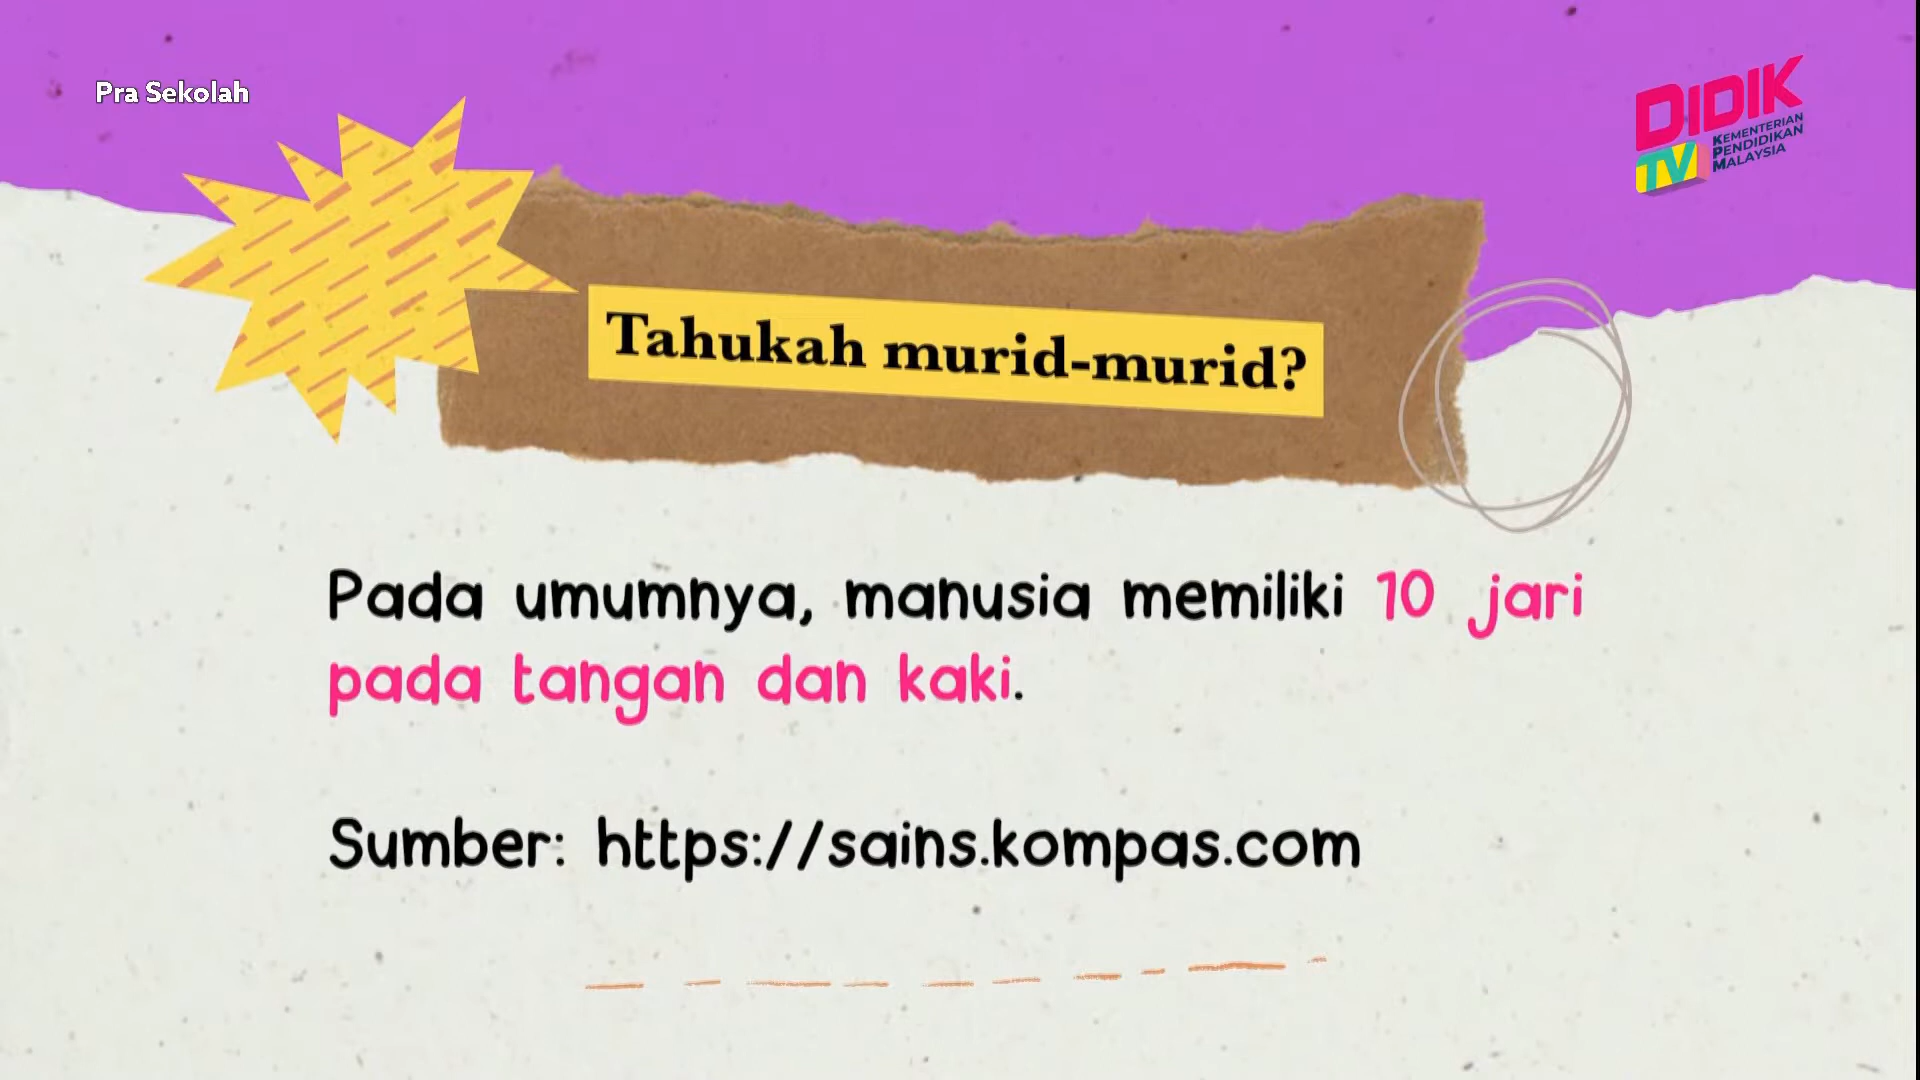 Pra Sekolah
DIDIK
TV
KEMENTERIAN
PENDIDIKAN
MALAYSIA
Tahukah murid-murid?
Pada umumnya, manusia memiliki 10 jari
pada tangan dan kaki.
Sumber: https://sains.kompas.com